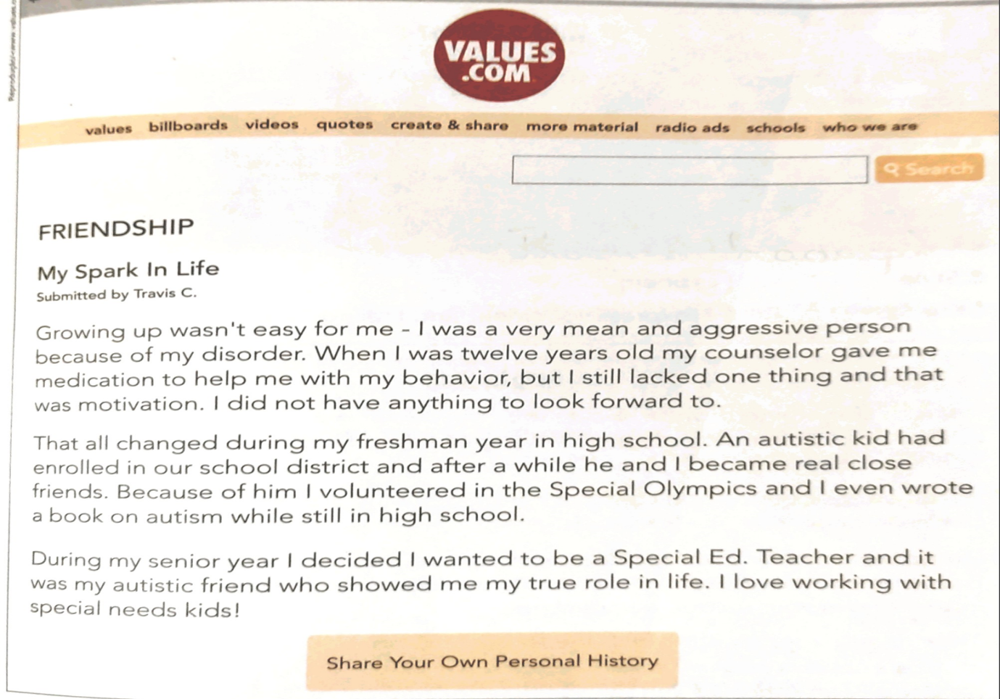 VALUES
.COM
values billboards videos quotes create & share more material radio ads schools who we are
Search
FRIENDSHIP
My Spark In Life
Submitted by Travis C.
Growing up wasn't easy for me - I was a very mean and aggressive person
because of my disorder. When I was twelve years old my counselor gave me
medication to help me with my behavior, but I still lacked one thing and that
was motivation. I did not have anything to look forward to.
That all changed during my freshman year in high school. An autistic kid had
enrolled in our school district and after a while he and I became real close
friends. Because of him I volunteered in the Special Olympics and I even wrote
a book on autism while still in high school.
During my senior year I decided I wanted to be a Special Ed. Teacher and it
was my autistic friend who showed me my true role in life. I love working with
special needs kids!
Share Your Own Personal History